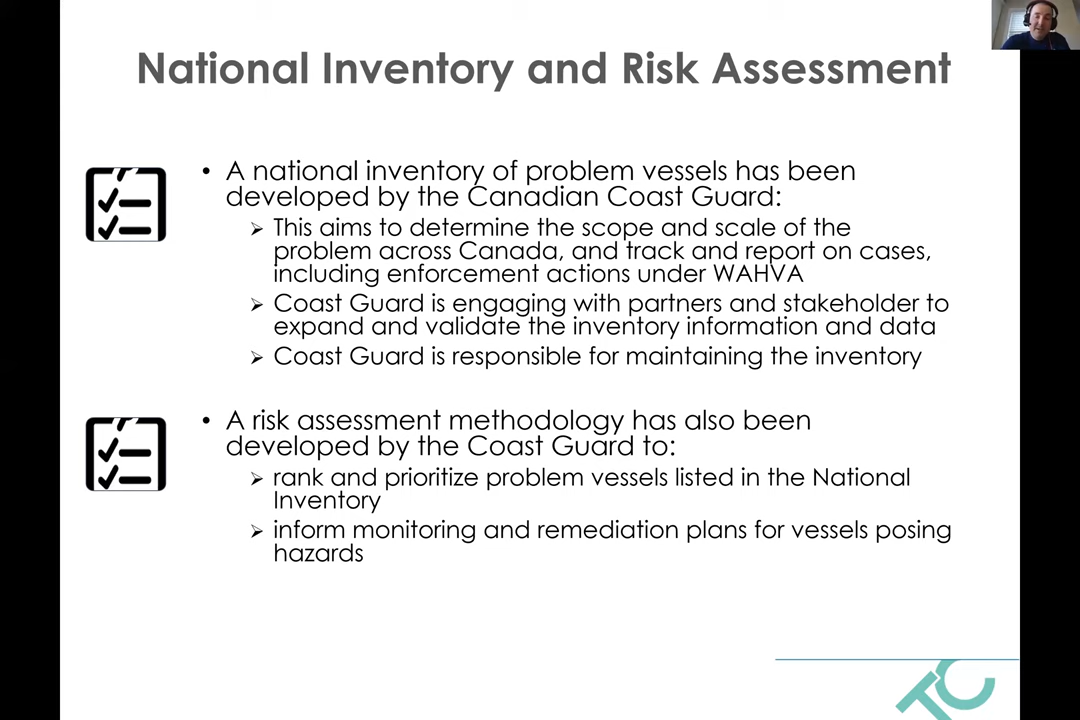 National Inventory and Risk Assessment
• A national inventory of problem vessels has been
developed by the Canadian Coast Guard:
➢ This aims to determine the scope and scale of the
problem across Canada, and track and report on cases,
including enforcement actions under WAHVA
➢ Coast Guard is engaging with partners and stakeholder to
expand and validate the inventory information and data
➢ Coast Guard is responsible for maintaining the inventory
• A risk assessment methodology has also been
developed by the Coast Guard to:
➢ rank and prioritize problem vessels listed in the National
Inventory
➢ inform monitoring and remediation plans for vessels posing
hazards
TC